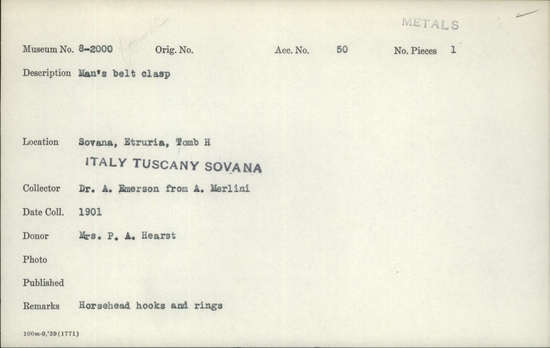 METALS
Museum No. 8-2000 Orig. No. Acc. No. 50 No. Pieces 1
Description Man's belt clasp
Location Sovana, Etruria, Tomb H
ITALY TUSCANY SOVANA
Collector Dr. A. Emerson from A. Merlini
Date Coll. 1901
Donor Mrs. P. A. Hearst
Photo
Published
Remarks Horsehead hooks and rings
100m-9,'39(1771)